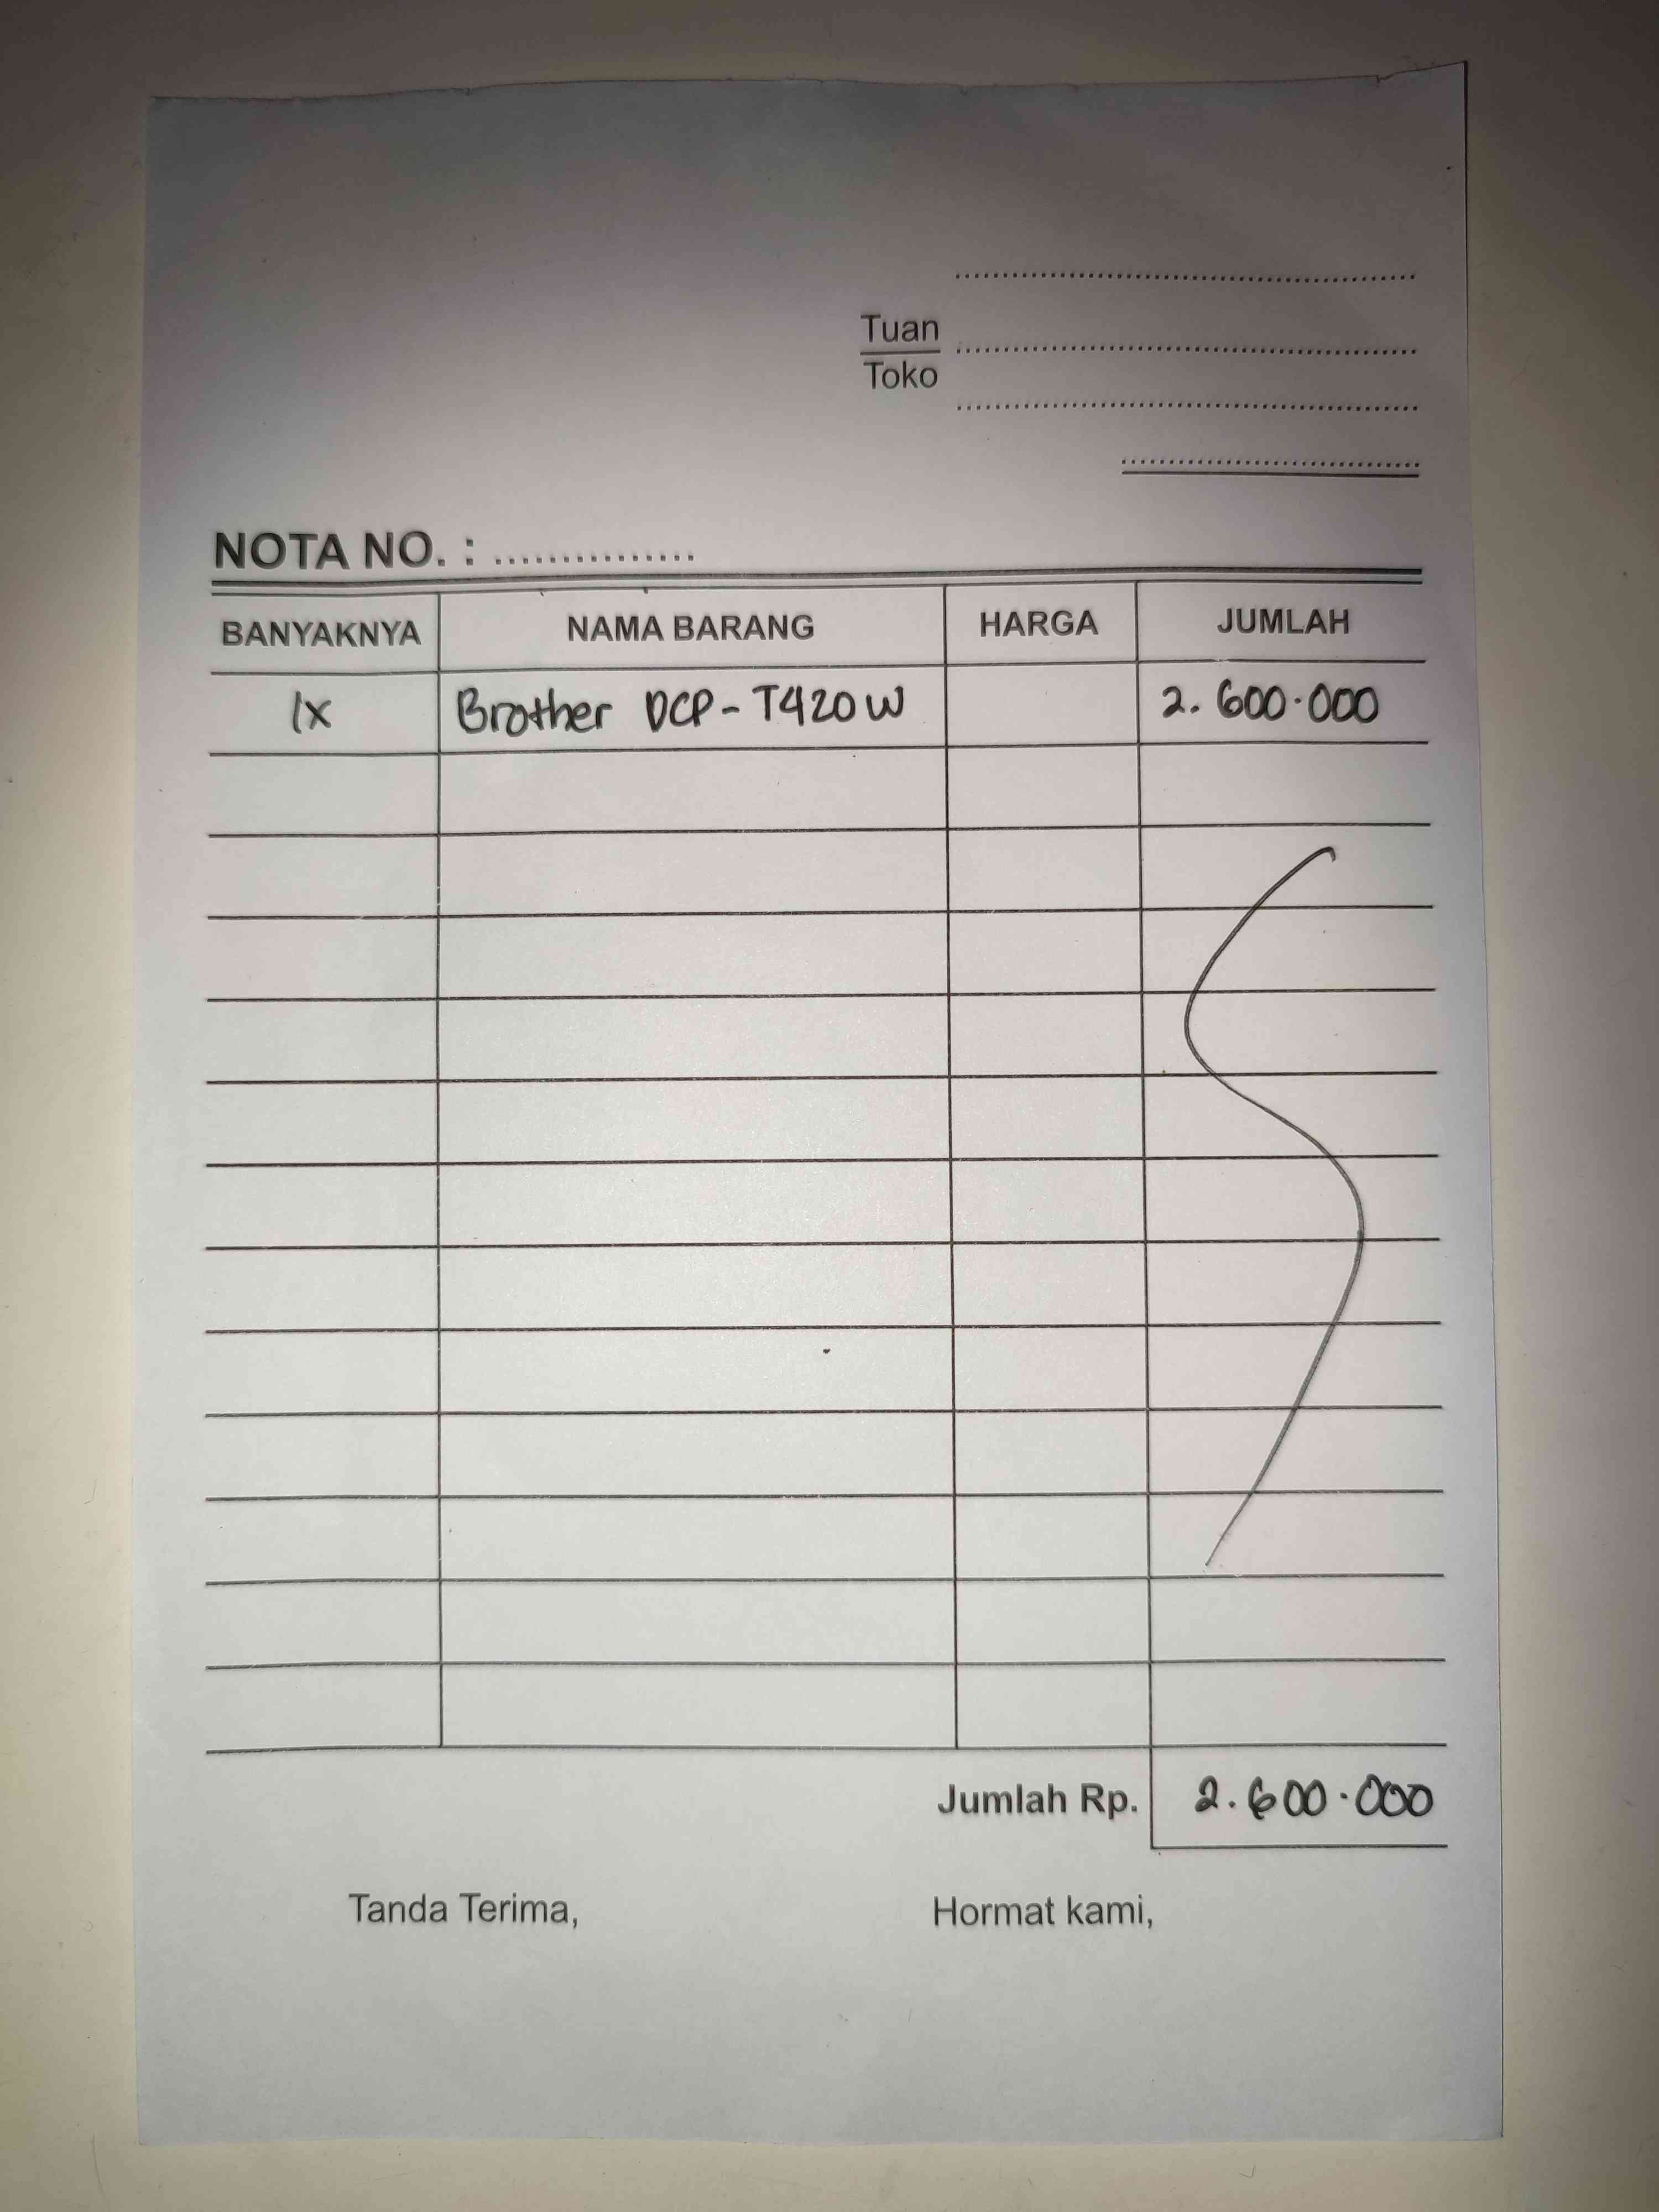 Tuan
Toko
NOTA NO. : ...............
BANYAKNYA NAMA BARANG HARGA JUMLAH
1x Brother DCP-T420W 2.600.000
Jumlah Rp. 2.600.000
Tanda Terima, Hormat kami,